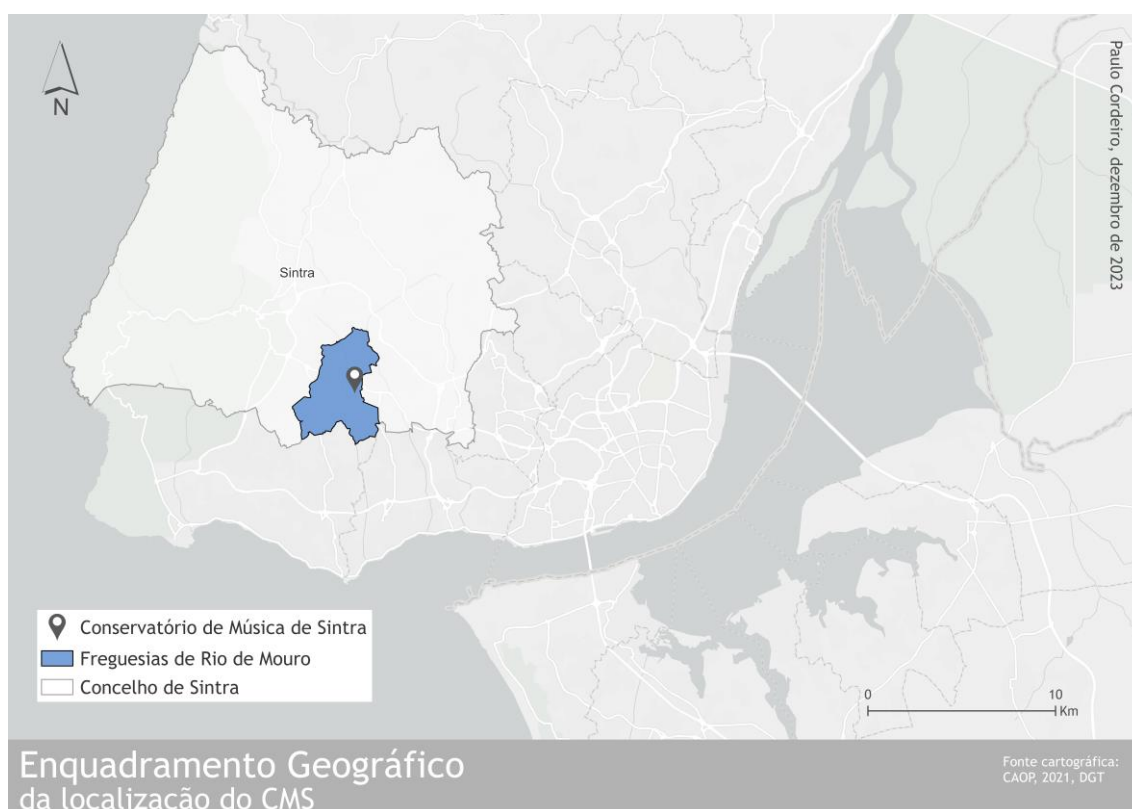 N
Paulo Cordeiro, dezembro de 2023
Sintra
Conservatório de Música de Sintra
Freguesias de Rio de Mouro
Concelho de Sintra
0 10
Km
Enquadramento Geográfico
da localização do CMS
Fonte cartográfica:
CAOP, 2021, DGT